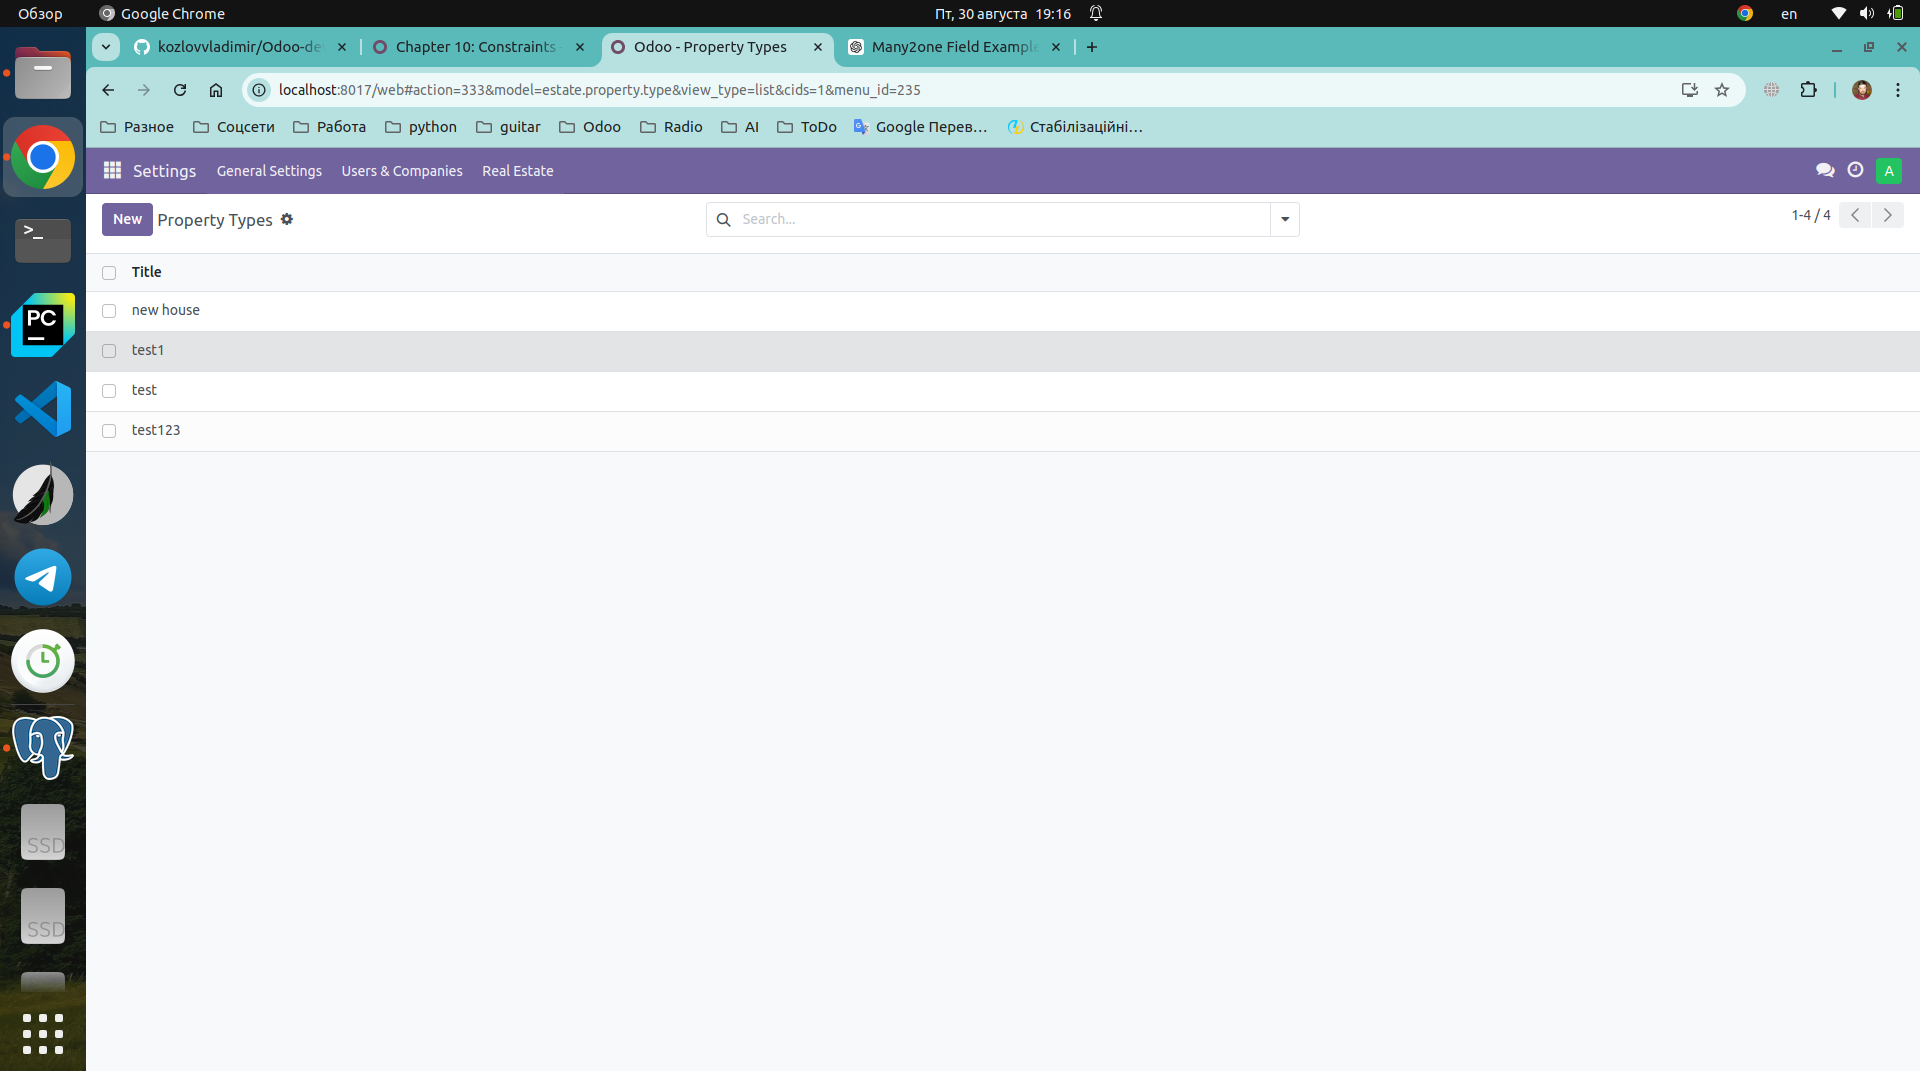 Обзор
Google Chrome
Пт, 30 августа 19:16
en
kozlovvladimir/Odoo-de
Chapter 10: Constraints
Odoo - Property Types
Many2one Field Example
localhost:8017/web#action=333&model=estate.property.type&view_type=list&cids=1&menu_id=235
Разное
Соцсети
Работа
python
guitar
Odoo
Radio
AI
ToDo
Google Перев…
Стабілізаційні…
Settings
General Settings
Users & Companies
Real Estate
A
New
Property Types
Search...
1-4 / 4
Title
new house
test1
test
test123
>_
PC
SSD
SSD